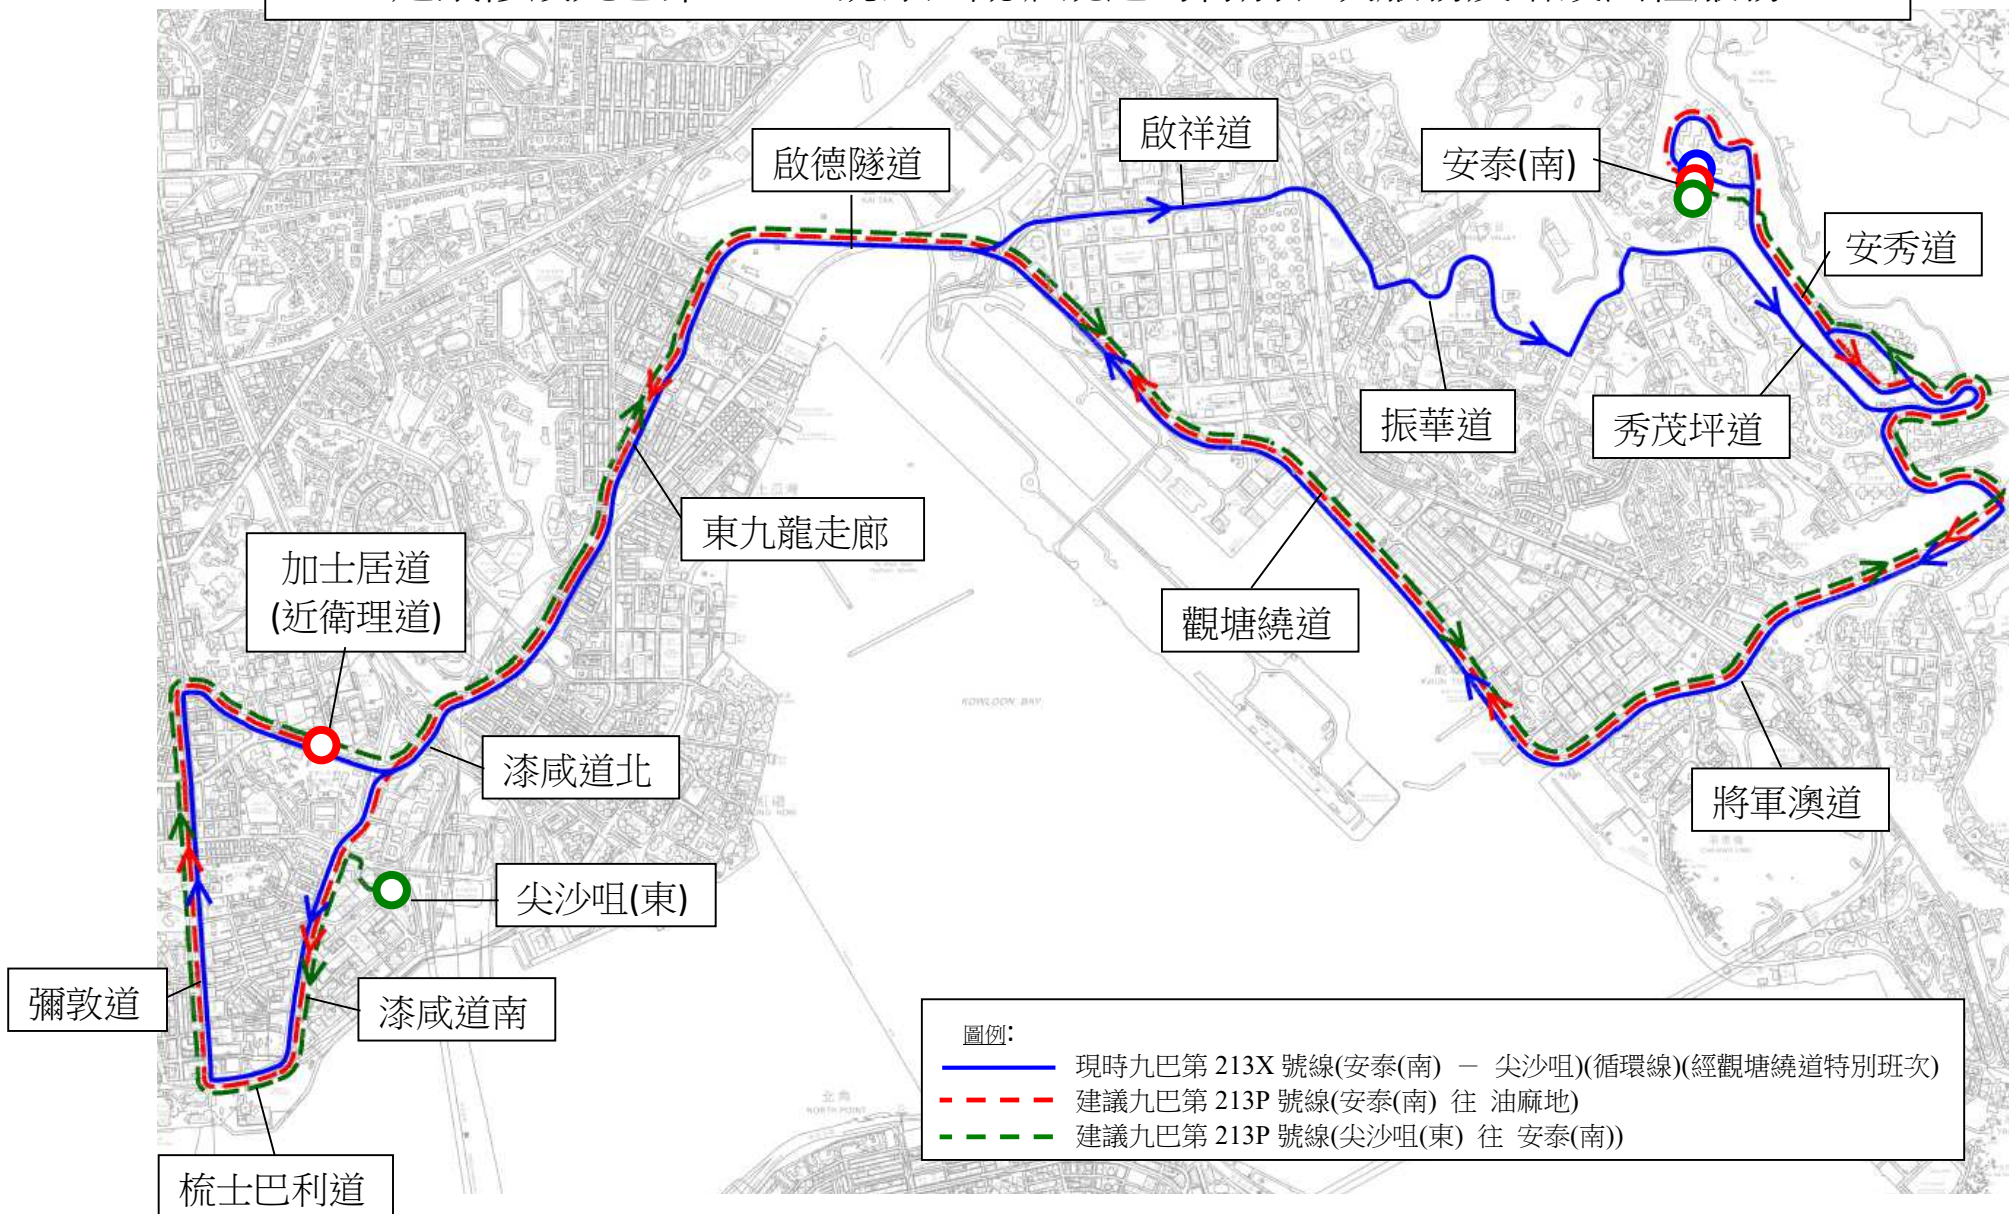 啟祥道
啟德隧道
安泰(南)
安秀道
振華道
秀茂坪道
東九龍走廊
加士居道
(近衛理道)
觀塘繞道
KOWLOON BAY
漆咸道北
將軍澳道
尖沙咀(東)
彌敦道
漆咸道南
圖例:
現時九巴第 213X 號線(安泰(南) － 尖沙咀)(循環線)(經觀塘繞道特別班次)
建議九巴第 213P 號線(安泰(南) 往 油麻地)
建議九巴第 213P 號線(尖沙咀(東) 往 安泰(南))
北角
NORTH POINT
梳士巴利道